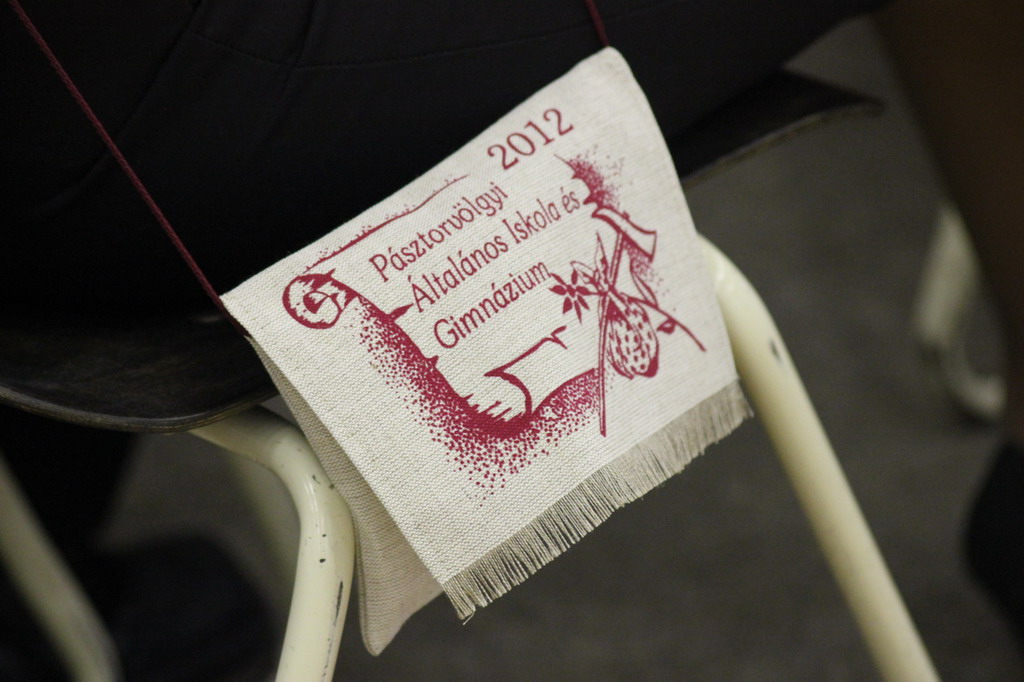 2012
Pásztorvölgyi
Általános Iskola és
Gimnázium